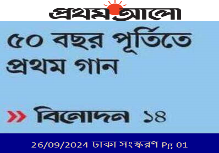 প্রথম আলো
৫০ বছর পূর্তিতে
প্রথম গান
» বিনোদন ১৪
26/09/2024 ঢাকা সংস্করণ Pg 01